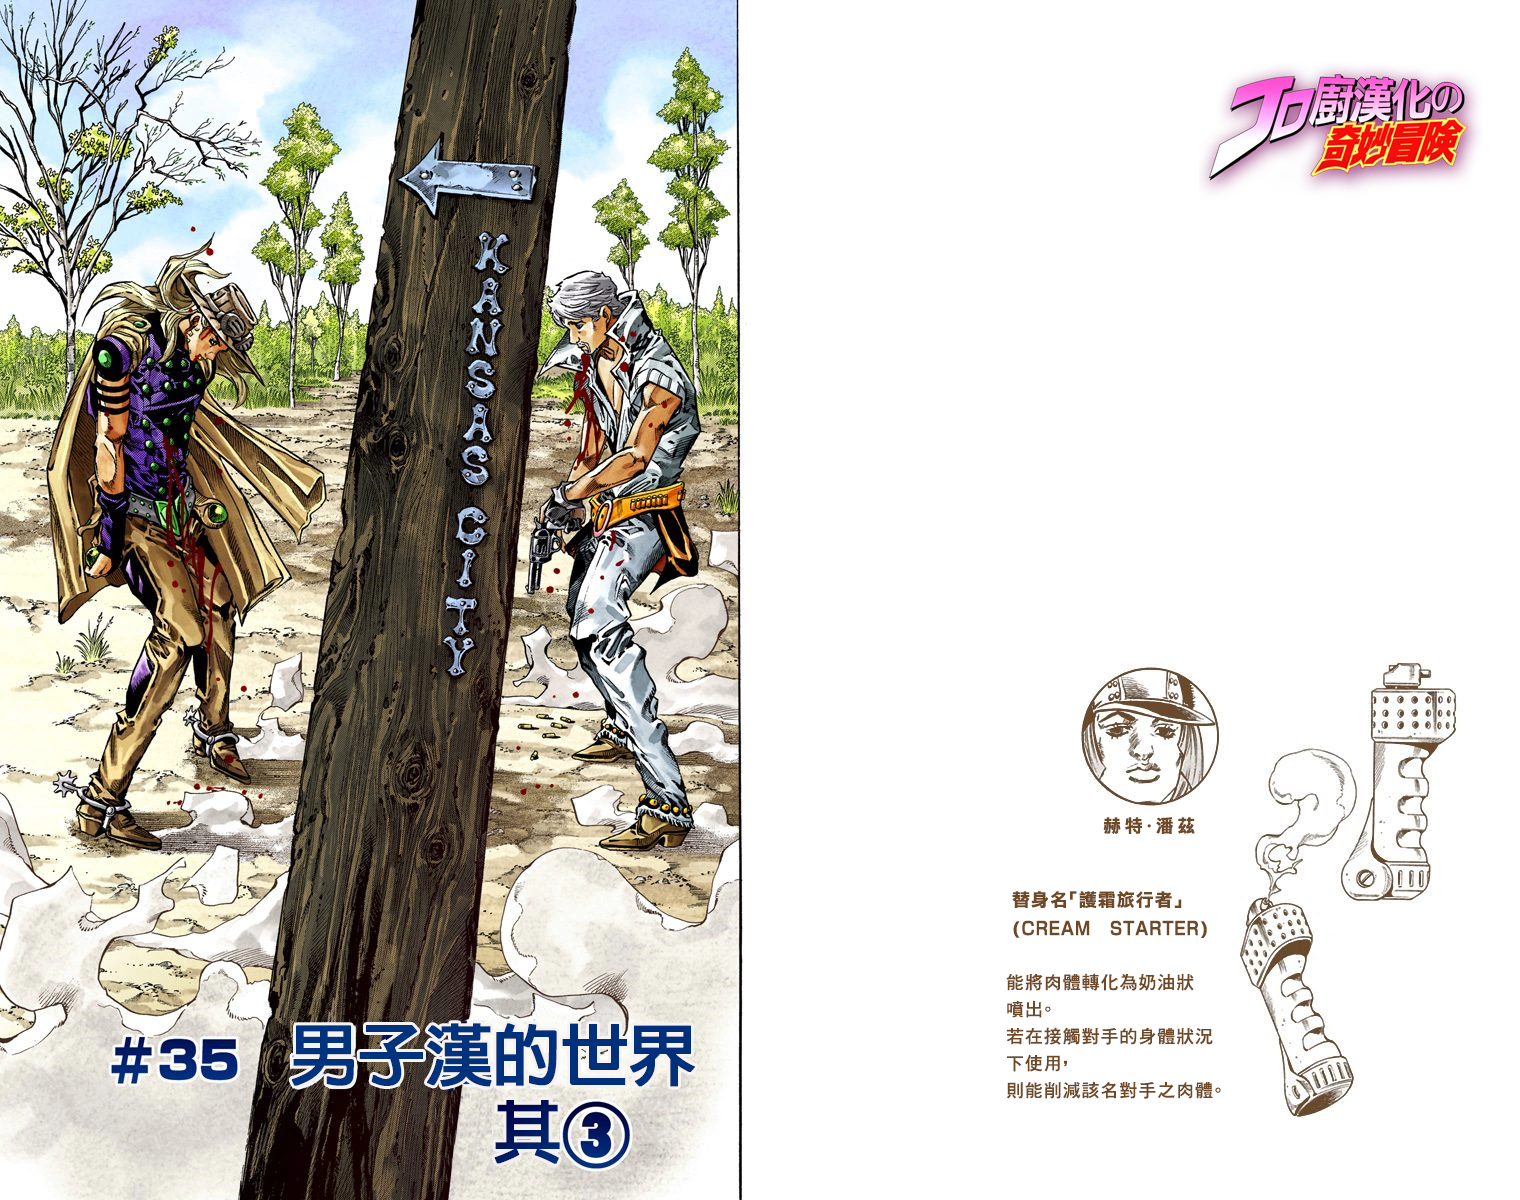 JO廚漢化の
奇妙冒険
赫特·潘茲
替身名「護霜旅行者」
(CREAM STARTER)
能將肉體轉化為奶油狀
噴出。
若在接觸對手的身體狀況
下使用，
則能削減該名對手之肉體。
KANSAS CITY
#35 男子漢的世界
其③